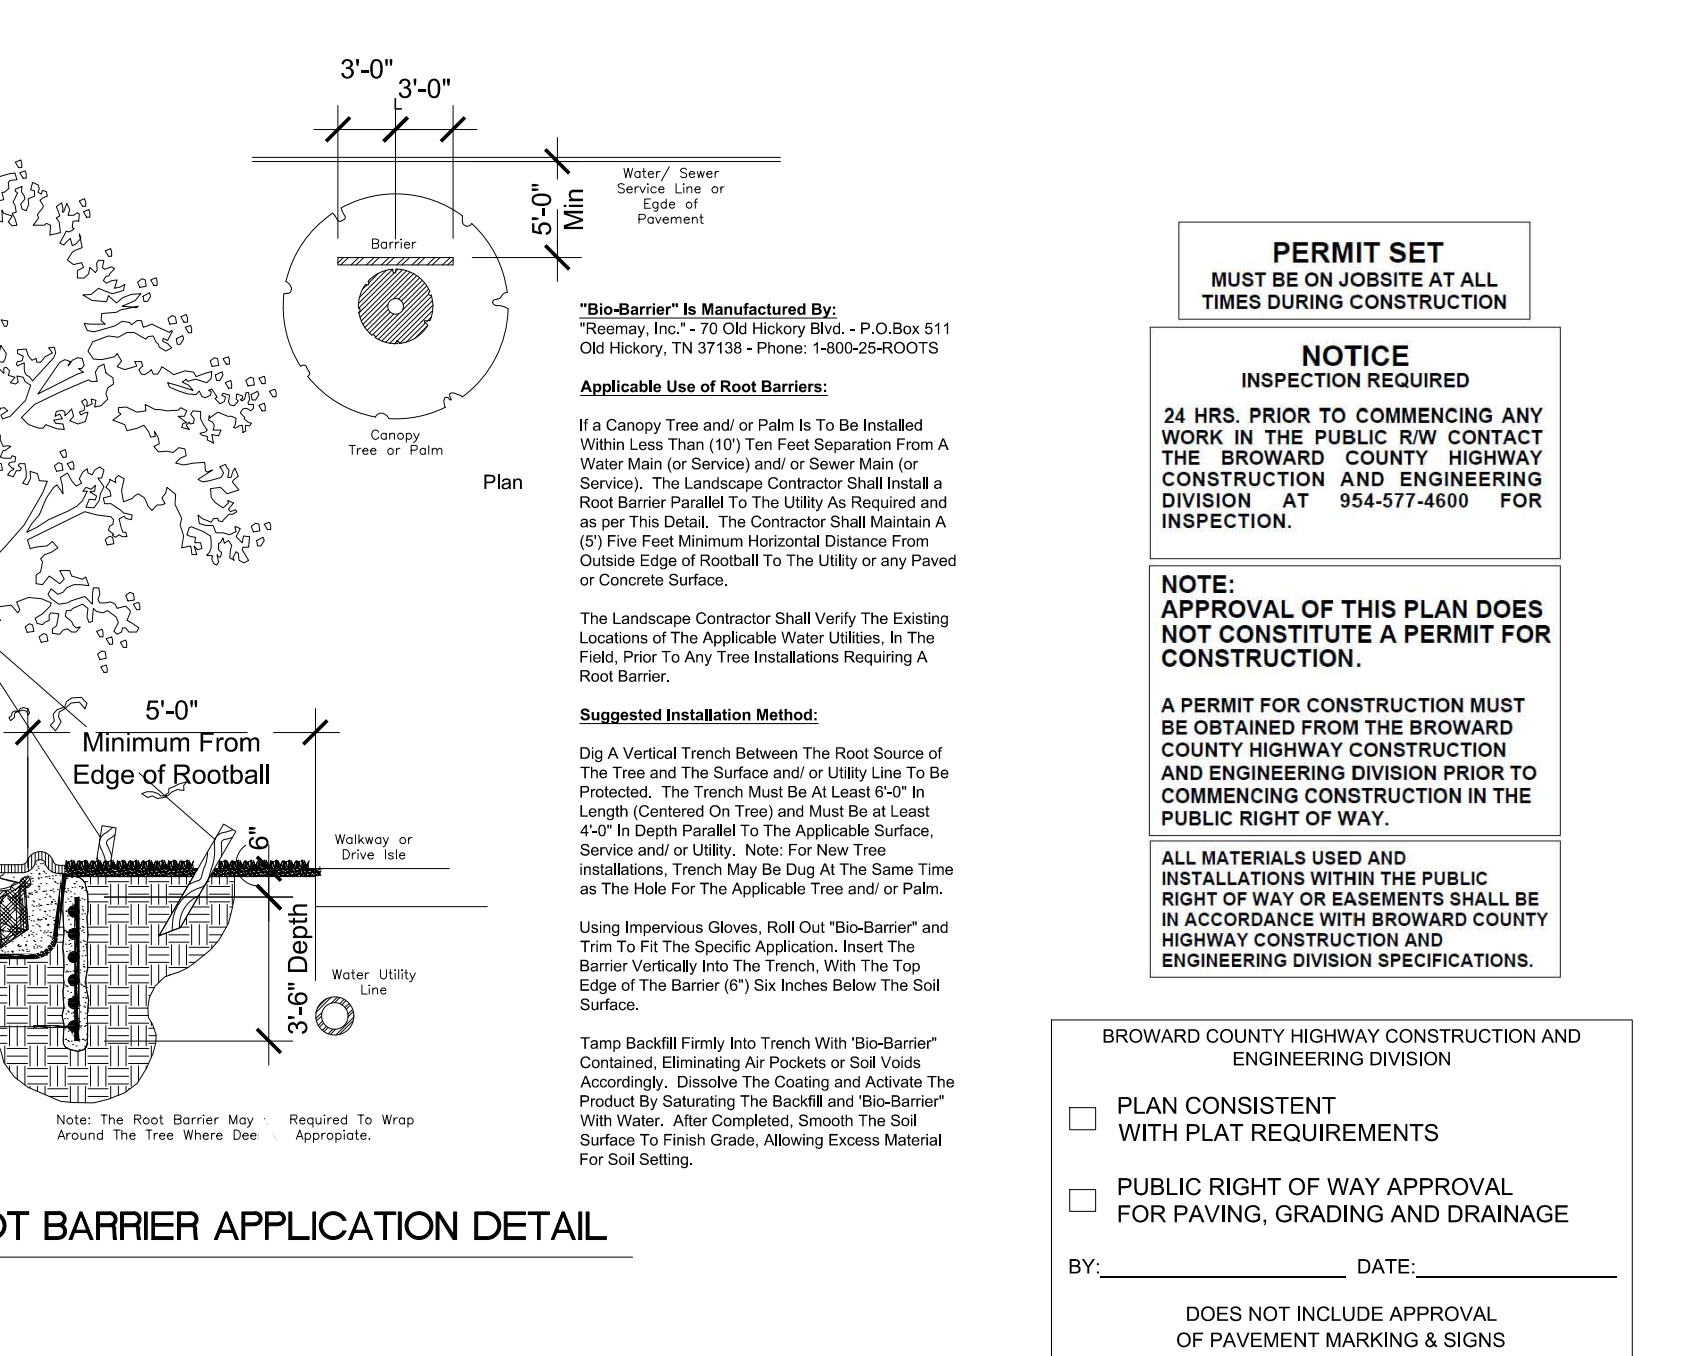 3'-0"
3'-0"
Water/ Sewer
Service Line or
Egde of
Pavement
5'-0"
Min
Barrier
Canopy
Tree or Palm
Plan
5'-0"
Minimum From
Edge of Rootball
6"
Walkway or
Drive Isle
3'-6" Depth
Water Utility
Line
Note: The Root Barrier May Required To Wrap
Around The Tree Where Appropiate.
BARRIER APPLICATION DETAIL
"Bio-Barrier" Is Manufactured By:
"Reemay, Inc." - 70 Old Hickory Blvd. - P.O.Box 511
Old Hickory, TN 37138 - Phone: 1-800-25-ROOTS
Applicable Use of Root Barriers:
If a Canopy Tree and/ or Palm Is To Be Installed
Within Less Than (10') Ten Feet Separation From A
Water Main (or Service) and/ or Sewer Main (or
Service).  The Landscape Contractor Shall Install a
Root Barrier Parallel To The Utility As Required and
as per This Detail.  The Contractor Shall Maintain A
(5') Five Feet Minimum Horizontal Distance From
Outside Edge of Rootball To The Utility or any Paved
or Concrete Surface.
The Landscape Contractor Shall Verify The Existing
Locations of The Applicable Water Utilities, In The
Field, Prior To Any Tree Installations Requiring A
Root Barrier.
Suggested Installation Method:
Dig A Vertical Trench Between The Root Source of
The Tree and The Surface and/ or Utility Line To Be
Protected.  The Trench Must Be At Least 6'-0" In
Length (Centered On Tree) and Must Be at Least
4'-0" In Depth Parallel To The Applicable Surface,
Service and/ or Utility.  Note: For New Tree
installations, Trench May Be Dug At The Same Time
as The Hole For The Applicable Tree and/ or Palm.
Using Impervious Gloves, Roll Out "Bio-Barrier" and
Trim To Fit The Specific Application. Insert The
Barrier Vertically Into The Trench, With The Top
Edge of The Barrier (6") Six Inches Below The Soil
Surface.
Tamp Backfill Firmly Into Trench With 'Bio-Barrier"
Contained, Eliminating Air Pockets or Soil Voids
Accordingly.  Dissolve The Coating and Activate The
Product By Saturating The Backfill and 'Bio-Barrier"
With Water.  After Completed, Smooth The Soil
Surface To Finish Grade, Allowing Excess Material
For Soil Setting.
PERMIT SET
MUST BE ON JOBSITE AT ALL
TIMES DURING CONSTRUCTION
NOTICE
INSPECTION REQUIRED
24 HRS. PRIOR TO COMMENCING ANY
WORK IN THE PUBLIC R/W CONTACT
THE BROWARD COUNTY HIGHWAY
CONSTRUCTION AND ENGINEERING
DIVISION AT 954-577-4600 FOR
INSPECTION.
NOTE:
APPROVAL OF THIS PLAN DOES
NOT CONSTITUTE A PERMIT FOR
CONSTRUCTION.
A PERMIT FOR CONSTRUCTION MUST
BE OBTAINED FROM THE BROWARD
COUNTY HIGHWAY CONSTRUCTION
AND ENGINEERING DIVISION PRIOR TO
COMMENCING CONSTRUCTION IN THE
PUBLIC RIGHT OF WAY.
ALL MATERIALS USED AND
INSTALLATIONS WITHIN THE PUBLIC
RIGHT OF WAY OR EASEMENTS SHALL BE
IN ACCORDANCE WITH BROWARD COUNTY
HIGHWAY CONSTRUCTION AND
ENGINEERING DIVISION SPECIFICATIONS.
BROWARD COUNTY HIGHWAY CONSTRUCTION AND
ENGINEERING DIVISION
PLAN CONSISTENT
WITH PLAT REQUIREMENTS
PUBLIC RIGHT OF WAY APPROVAL
FOR PAVING, GRADING AND DRAINAGE
BY: DATE:
DOES NOT INCLUDE APPROVAL
OF PAVEMENT MARKING & SIGNS